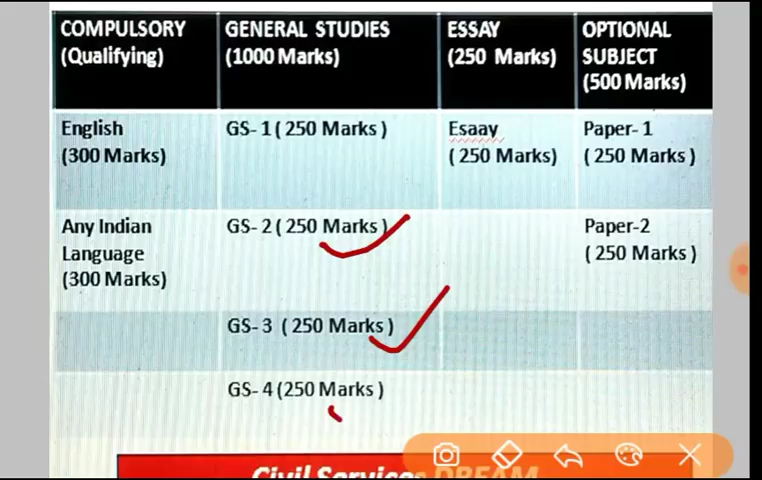 COMPULSORY
(Qualifying)
GENERAL STUDIES
(1000 Marks)
ESSAY
(250 Marks)
OPTIONAL
SUBJECT
(500 Marks)
English
(300 Marks)
GS- 1 ( 250 Marks )
Esaay
( 250 Marks)
Paper- 1
( 250 Marks )
Any Indian
Language
(300 Marks)
GS- 2 ( 250 Marks )
Paper-2
( 250 Marks )
GS- 3 ( 250 Marks )
GS- 4 (250 Marks )
Civil Services DREAM